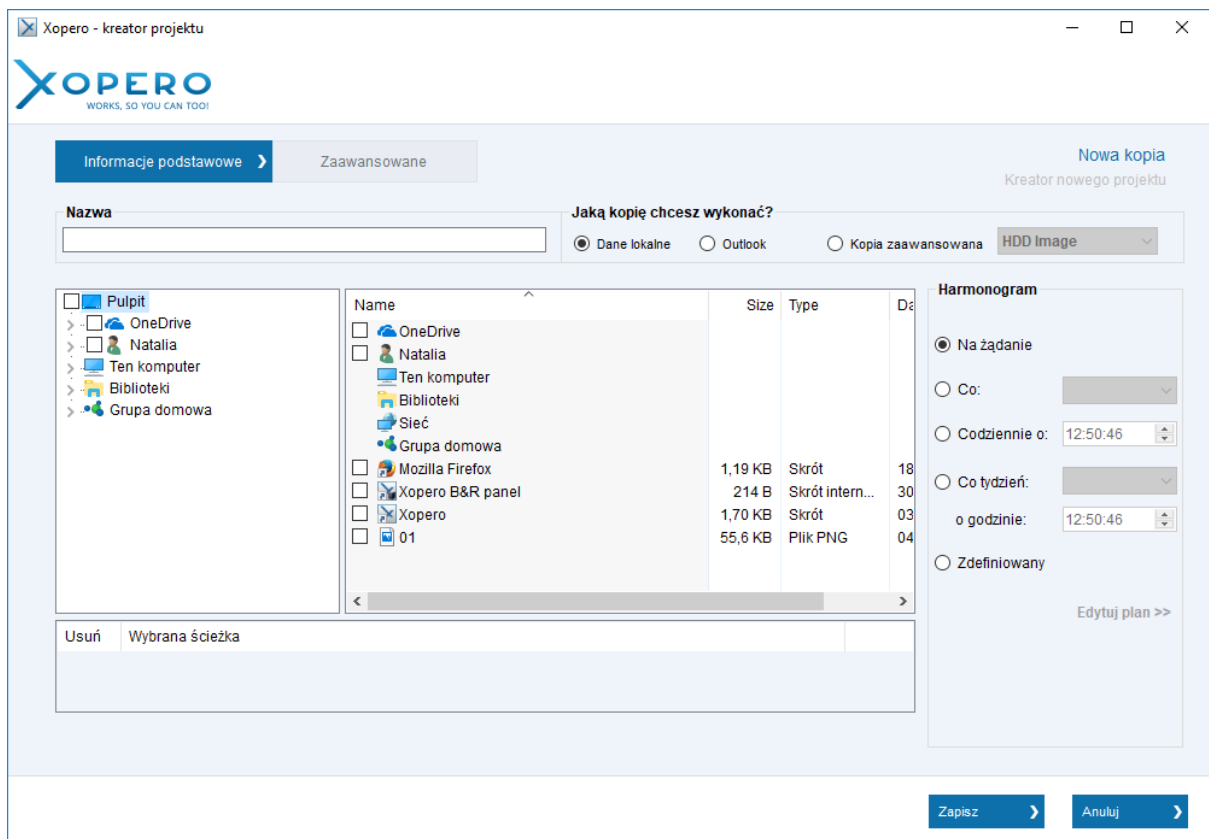 Xopero - kreator projektu
XOPERO
WORKS, SO YOU CAN TOO!
Informacje podstawowe
Zaawansowane
Nowa kopia
Kreator nowego projektu
Nazwa
Jaką kopię chcesz wykonać?
Dane lokalne
Outlook
Kopia zaawansowana
HDD Image
Pulpit
OneDrive
Natalia
Ten komputer
Biblioteki
Grupa domowa
Name Size Type Da
OneDrive
Natalia
Ten komputer
Biblioteki
Sieć
Grupa domowa
Mozilla Firefox 1,19 KB Skrót 18
Xopero B&R panel 214 B Skrót intern... 30
Xopero 1,70 KB Skrót 03
01 55,6 KB Plik PNG 04
Harmonogram
Na żądanie
Co:
Codziennie o: 12:50:46
Co tydzień:
o godzinie: 12:50:46
Zdefiniowany
Edytuj plan >>
Usuń Wybrana ścieżka
Zapisz
Anuluj